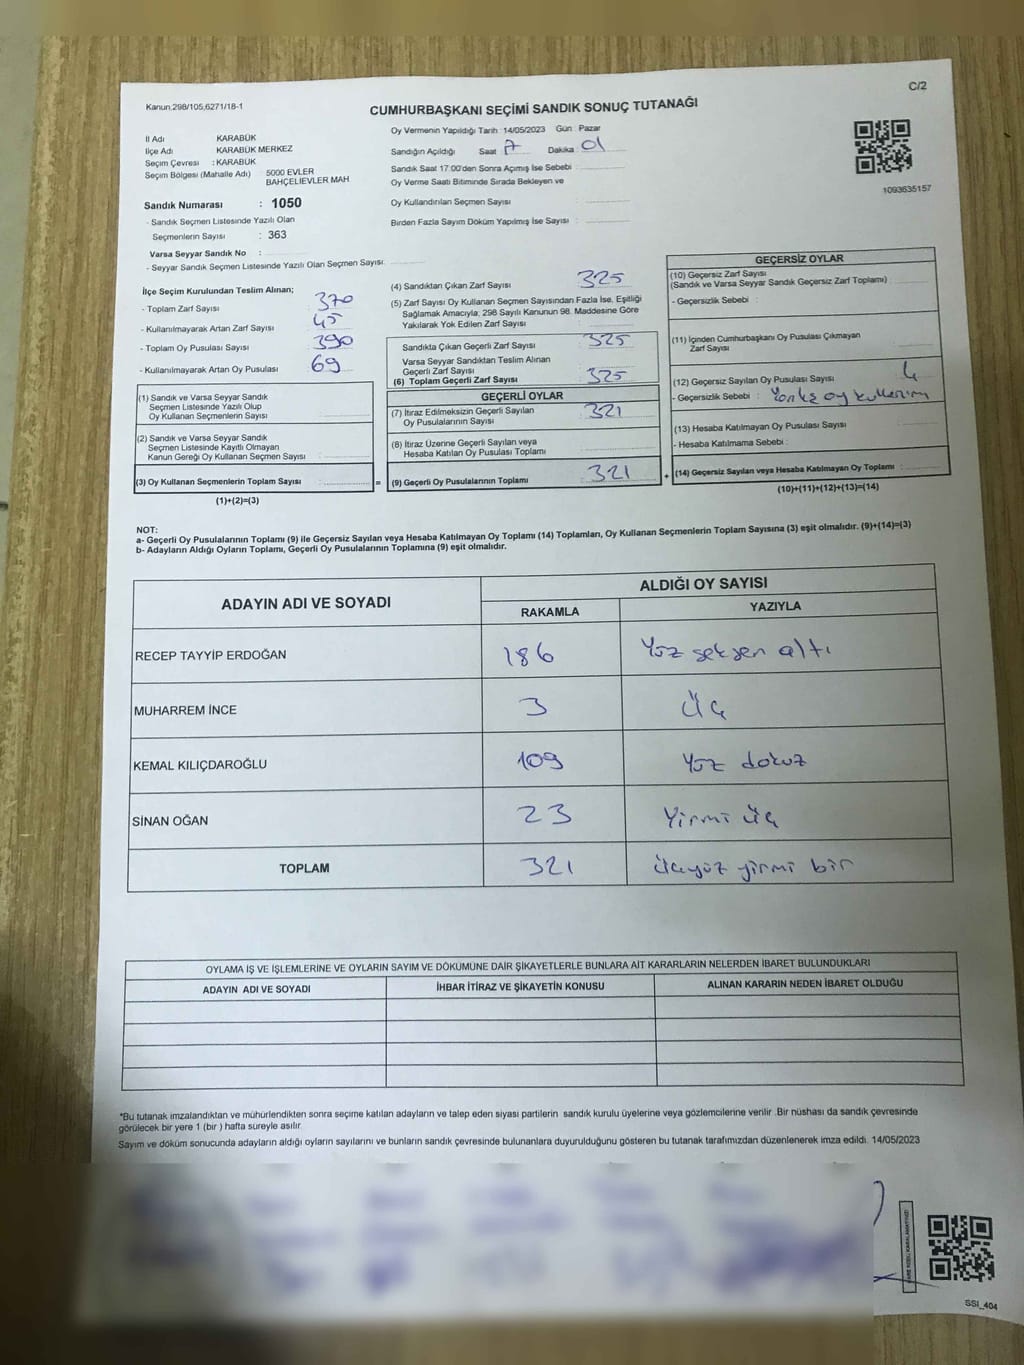 C/2
Kanun,298/105,6271/18-1
CUMHURBAŞKANI SEÇİMİ SANDIK SONUÇ TUTANAĞI
İl Adı KARABÜK
İlçe Adı KARABÜK MERKEZ
Seçim Çevresi : KARABÜK
Seçim Bölgesi (Mahalle Adı) 5000 EVLER
BAHÇELİEVLER MAH
Sandık Numarası : 1050
- Sandık Seçmen Listesinde Yazılı Olan
Seçmenlerin Sayısı : 363
Varsa Seyyar Sandık No :
- Seyyar Sandık Seçmen Listesinde Yazılı Olan Seçmen Sayısı:
Oy Vermenin Yapıldığı Tarih : 14/05/2023 Gün : Pazar
Sandığın Açıldığı Saat Dakika : 01
Sandık Saat 17:00'den Sonra Açımış İse Sebebi :
Oy Verme Saati Bitiminde Sırada Bekleyen ve
Oy Kullandırılan Seçmen Sayısı :
Birden Fazla Sayım Döküm Yapılmış İse Sayısı :
1093635157
İlçe Seçim Kurulundan Teslim Alınan;
- Toplam Zarf Sayısı : 370
- Kullanılmayarak Artan Zarf Sayısı : 45
- Toplam Oy Pusulası Sayısı : 390
- Kullanılmayarak Artan Oy Pusulası : 69
(1) Sandık ve Varsa Seyyar Sandık
Seçmen Listesinde Yazılı Olup
Oy Kullanan Seçmenlerin Sayısı :
(2) Sandık ve Varsa Seyyar Sandık
Seçmen Listesinde Kayıtlı Olmayan
Kanun Gereği Oy Kullanan Seçmen Sayısı :
(3) Oy Kullanan Seçmenlerin Toplam Sayısı :
(1)+(2)=(3)
=
(4) Sandıktan Çıkan Zarf Sayısı : 325
(5) Zarf Sayısı Oy Kullanan Seçmen Sayısından Fazla İse, Eşitliği
Sağlamak Amacıyla; 298 Sayılı Kanunun 98. Maddesine Göre
Yakılarak Yok Edilen Zarf Sayısı :
Sandıkta Çıkan Geçerli Zarf Sayısı : 325
Varsa Seyyar Sandıktan Teslim Alınan
Geçerli Zarf Sayısı :
(6) Toplam Geçerli Zarf Sayısı : 325
GEÇERLİ OYLAR
(7) İtiraz Edilmeksizin Geçerli Sayılan
Oy Pusulalarının Sayısı : 321
(8) İtiraz Üzerine Geçerli Sayılan veya
Hesaba Katılan Oy Pusulası Toplamı :
(9) Geçerli Oy Pusulalarının Toplamı : 321
+
GEÇERSİZ OYLAR
(10) Geçersiz Zarf Sayısı
(Sandık ve Varsa Seyyar Sandık Geçersiz Zarf Toplamı) :
- Geçersizlik Sebebi :
(11) İçinden Cumhurbaşkanı Oy Pusulası Çıkmayan
Zarf Sayısı :
(12) Geçersiz Sayılan Oy Pusulası Sayısı : 4
- Geçersizlik Sebebi : oy kullanım
(13) Hesaba Katılmayan Oy Pusulası Sayısı :
- Hesaba Katılmama Sebebi :
(14) Geçersiz Sayılan veya Hesaba Katılmayan Oy Toplamı :
(10)+(11)+(12)+(13)=(14)
NOT:
a- Geçerli Oy Pusulalarının Toplamı (9) ile Geçersiz Sayılan veya Hesaba Katılmayan Oy Toplamı (14) Toplamları, Oy Kullanan Seçmenlerin Toplam Sayısına (3) eşit olmalıdır. (9)+(14)=(3)
b- Adayların Aldığı Oyların Toplamı, Geçerli Oy Pusulalarının Toplamına (9) eşit olmalıdır.
ADAYIN ADI VE SOYADI ALDIĞI OY SAYISI
RAKAMLA YAZIYLA
RECEP TAYYİP ERDOĞAN 186 Yüz seksen altı
MUHARREM İNCE 3 Üç
KEMAL KILIÇDAROĞLU 109 Yüz dokuz
SİNAN OĞAN 23 Yirmi üç
TOPLAM 321 Üçyüz yirmi bir
OYLAMA İŞ VE İŞLEMLERİNE VE OYLARIN SAYIM VE DÖKÜMÜNE DAİR ŞİKAYETLERLE BUNLARA AİT KARARLARIN NELERDEN İBARET BULUNDUKLARI
ADAYIN ADI VE SOYADI İHBAR İTİRAZ VE ŞİKAYETİN KONUSU ALINAN KARARIN NEDEN İBARET OLDUĞU
*Bu tutanak imzalandıktan ve mühürlendikten sonra seçime katılan adayların ve talep eden siyasi partilerin sandık kurulu üyelerine veya gözlemcilerine verilir .Bir nüshası da sandık çevresinde
görülecek bir yere 1 (bir ) hafta süreyle asılır.
Sayım ve döküm sonucunda adayların aldığı oyların sayılarını ve bunların sandık çevresinde bulunanlara duyurulduğunu gösteren bu tutanak tarafımızdan düzenlenerek imza edildi. 14/05/2023
SSI_404